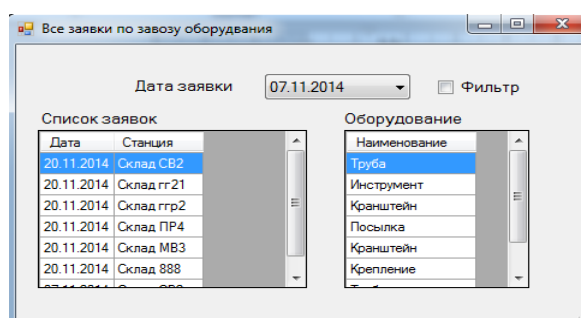 Все заявки по завозу оборудвания
Дата заявки 07.11.2014 Фильтр
Список заявок Оборудование
Дата Станция Наименование
20.11.2014 Склад СВ2 Труба
20.11.2014 Склад гг21 Инструмент
20.11.2014 Склад ггр2 Кранштейн
20.11.2014 Склад ПР4 Посылка
20.11.2014 Склад МВ3 Кранштейн
20.11.2014 Склад 888 Крепление